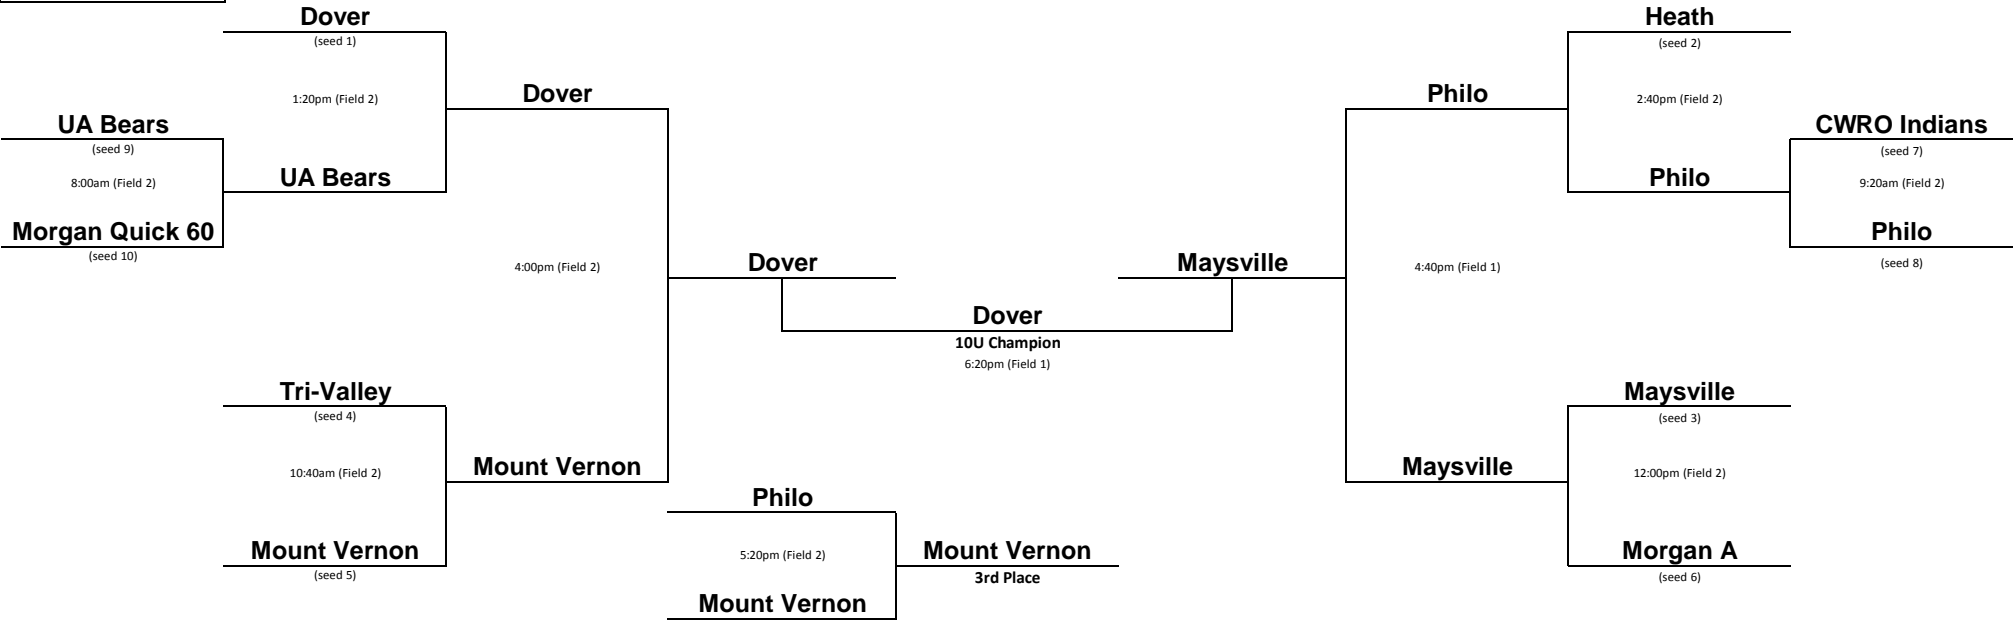 Dover
(seed 1)
1:20pm (Field 2)
Dover
UA Bears
(seed 9)
8:00am (Field 2)
UA Bears
Morgan Quick 60
(seed 10)
4:00pm (Field 2)
Dover
Tri-Valley
(seed 4)
10:40am (Field 2)
Mount Vernon
Mount Vernon
(seed 5)
Dover
10U Champion
6:20pm (Field 1)
Philo
5:20pm (Field 2)
Mount Vernon
3rd Place
Mount Vernon
Maysville
Heath
(seed 2)
2:40pm (Field 2)
Philo
CWRO Indians
(seed 7)
9:20am (Field 2)
Philo
Philo
(seed 8)
4:40pm (Field 1)
Maysville
(seed 3)
12:00pm (Field 2)
Maysville
Morgan A
(seed 6)